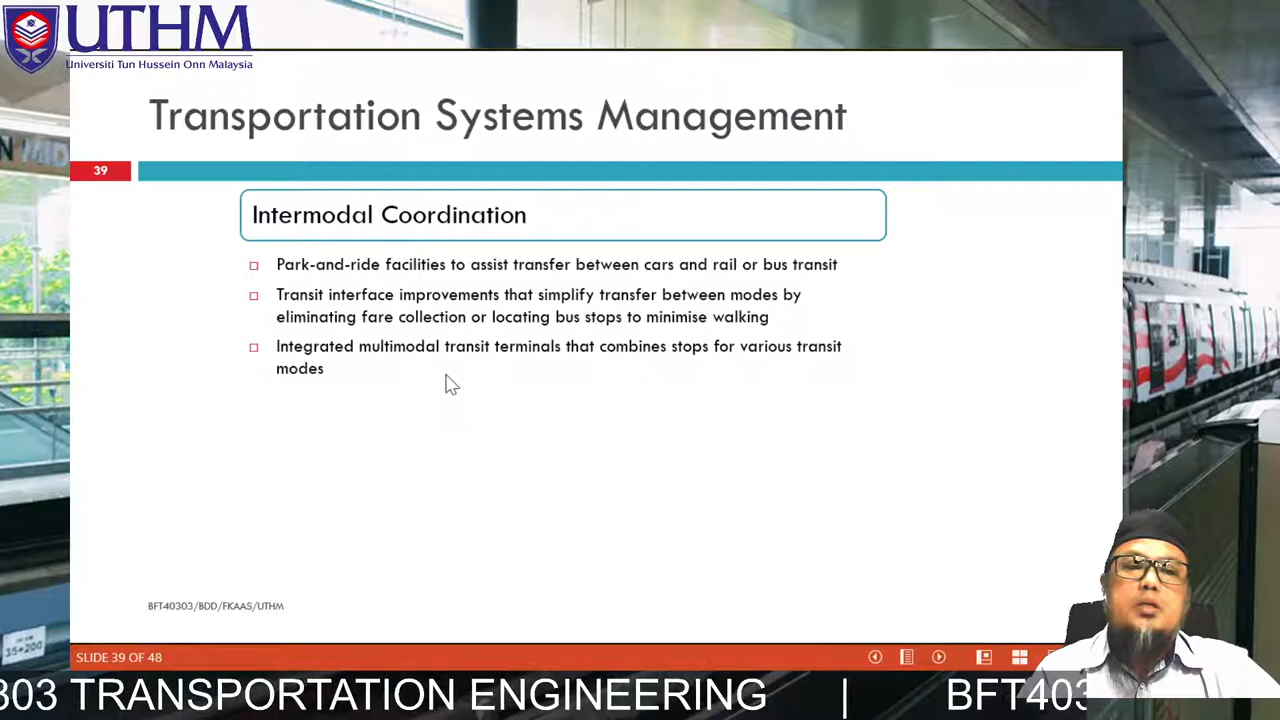 UTHM
Universiti Tun Hussein Onn Malaysia
N MID
Transportation Systems Management
39
Intermodal Coordination
Park-and-ride facilities to assist transfer between cars and rail or bus transit
Transit interface improvements that simplify transfer between modes by
eliminating fare collection or locating bus stops to minimise walking
Integrated multimodal transit terminals that combines stops for various transit
modes
BFT40303/BDD/FKAAS/UTHM
35+200
SLIDE 39 OF 48
303 TRANSPORTATION ENGINEERING | BFT403